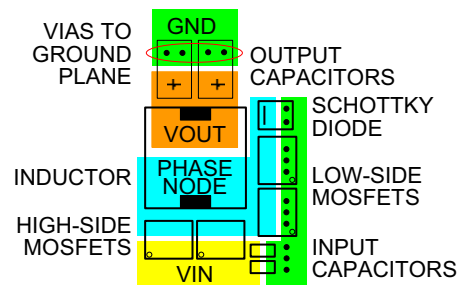 VIAS TO
GROUND
PLANE
GND
OUTPUT
CAPACITORS
+ +
VOUT
SCHOTTKY
DIODE
INDUCTOR
PHASE
NODE
LOW-SIDE
MOSFETS
HIGH-SIDE
MOSFETS
VIN
INPUT
CAPACITORS